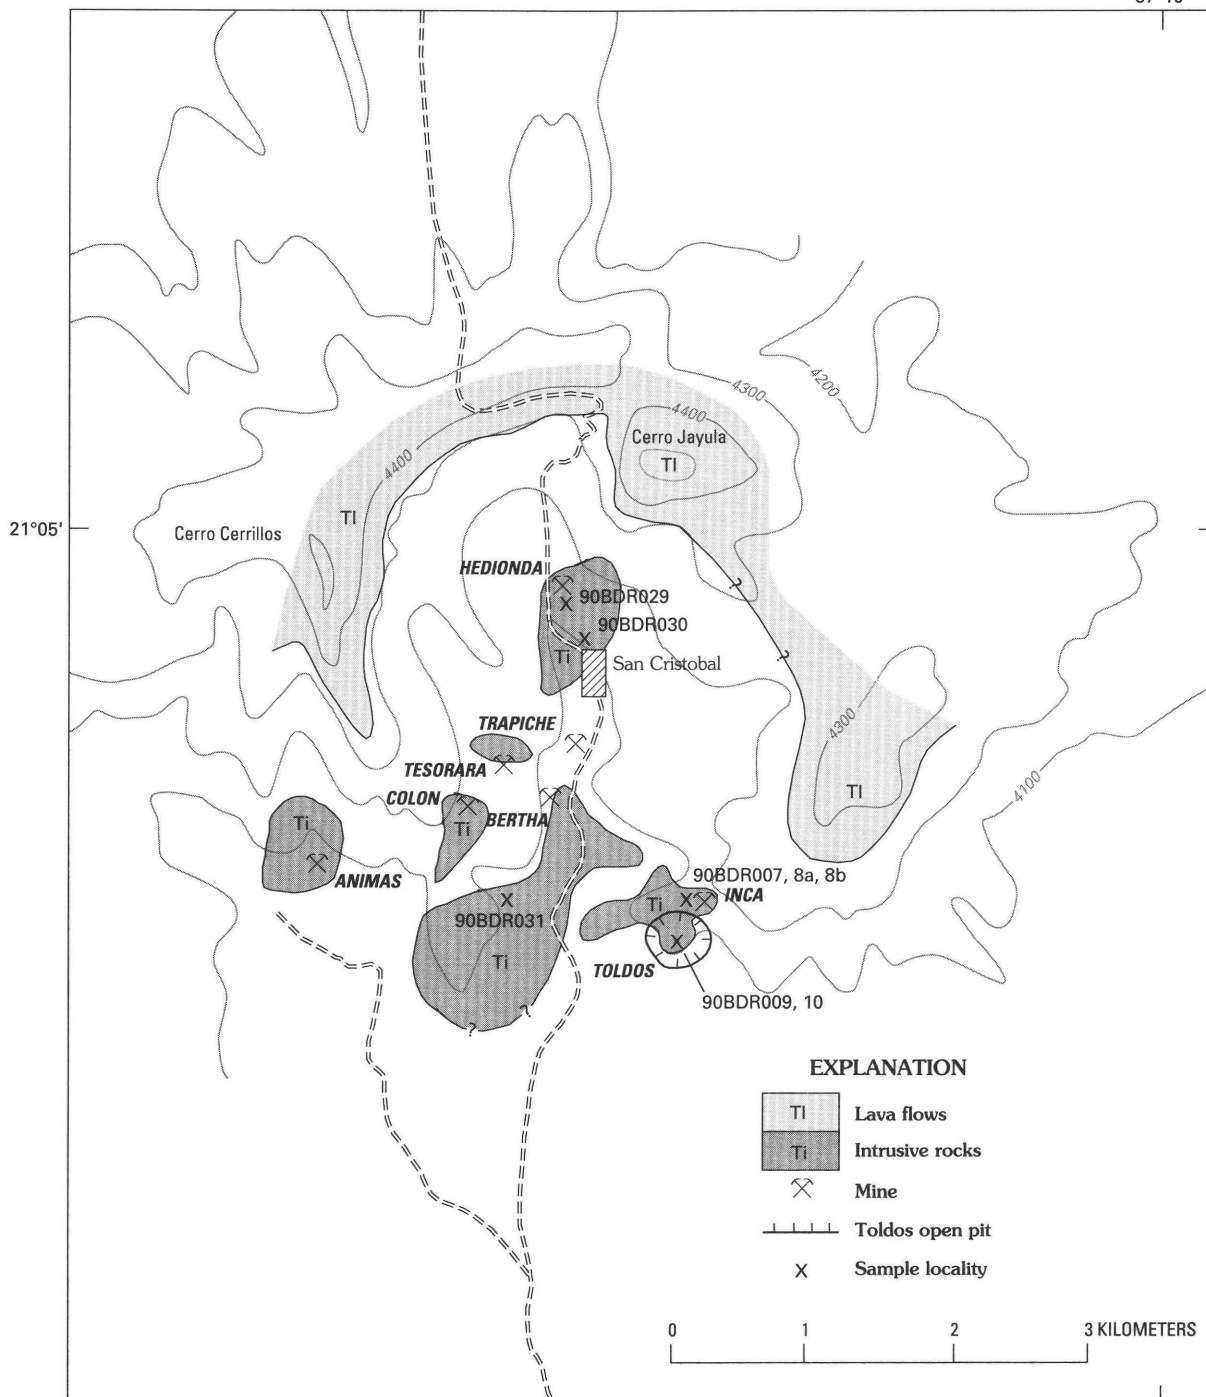 4300
4200
4400
Cerro Jayula
Tl
4400
21°05'
Tl
Cerro Cerrillos
HEDIONDA
90BDR029
?
90BDR030
Ti
San Cristobal
?
TRAPICHE
4300
TESORARA
4100
COLON
Tl
BERTHA
Ti
Ti
90BDR007, 8a, 8b
ANIMAS
INCA
Ti
90BDR031
Ti
TOLDOS
90BDR009, 10
? ?
EXPLANATION
Tl Lava flows
Ti Intrusive rocks
Mine
Toldos open pit
X Sample locality
0 1 2 3 KILOMETERS